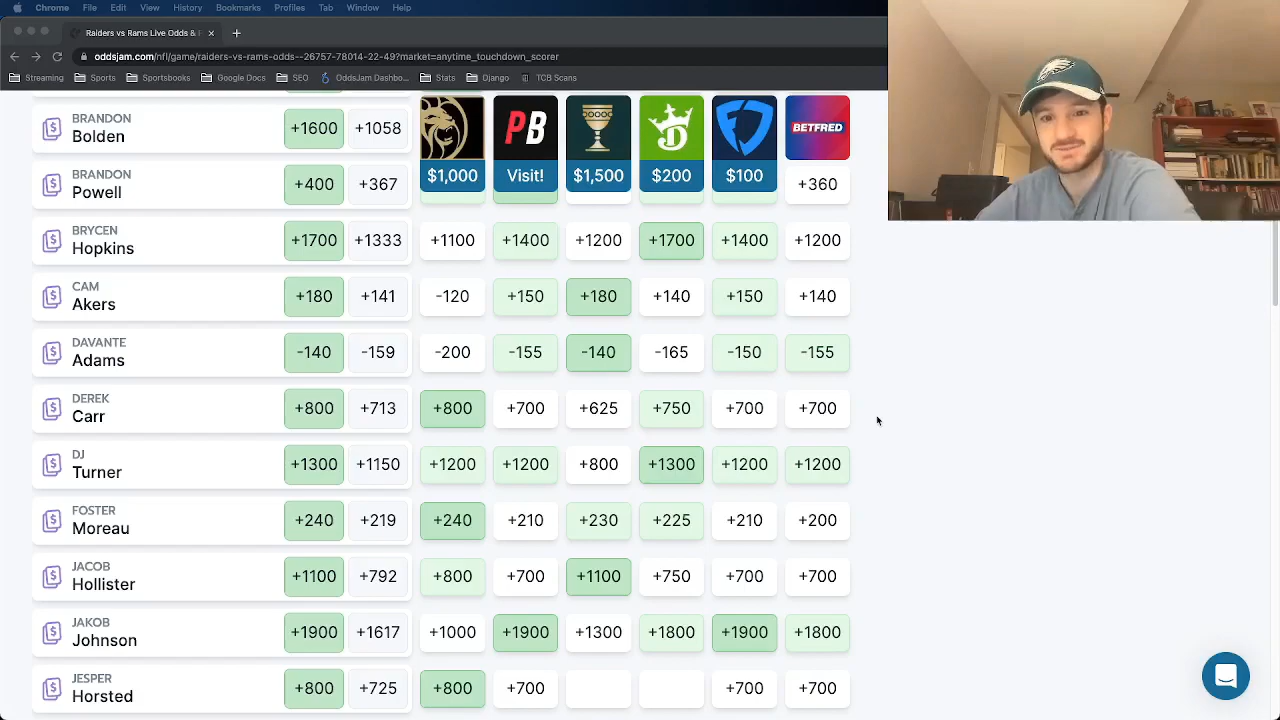 Chrome File Edit View History Bookmarks Profiles Tab Window Help
Raiders vs Rams Live Odds &
oddsjam.com/nfl/game/raiders-vs-rams-odds--26757-78014-22-49?market=anytime_touchdown_scorer
Streaming Sports Sportsbooks Google Docs SEO OddsJam Dashbo... Stats Django TCB Scans
BRANDON
Bolden
+1600 +1058
PB
BETFRED
$1,000 Visit! $1,500 $200 $100
BRANDON
Powell
+400 +367 +360
BRYCEN
Hopkins
+1700 +1333 +1100 +1400 +1200 +1700 +1400 +1200
CAM
Akers
+180 +141 -120 +150 +180 +140 +150 +140
DAVANTE
Adams
-140 -159 -200 -155 -140 -165 -150 -155
DEREK
Carr
+800 +713 +800 +700 +625 +750 +700 +700
DJ
Turner
+1300 +1150 +1200 +1200 +800 +1300 +1200 +1200
FOSTER
Moreau
+240 +219 +240 +210 +230 +225 +210 +200
JACOB
Hollister
+1100 +792 +800 +700 +1100 +750 +700 +700
JAKOB
Johnson
+1900 +1617 +1000 +1900 +1300 +1800 +1900 +1800
JESPER
Horsted
+800 +725 +800 +700 +700 +700